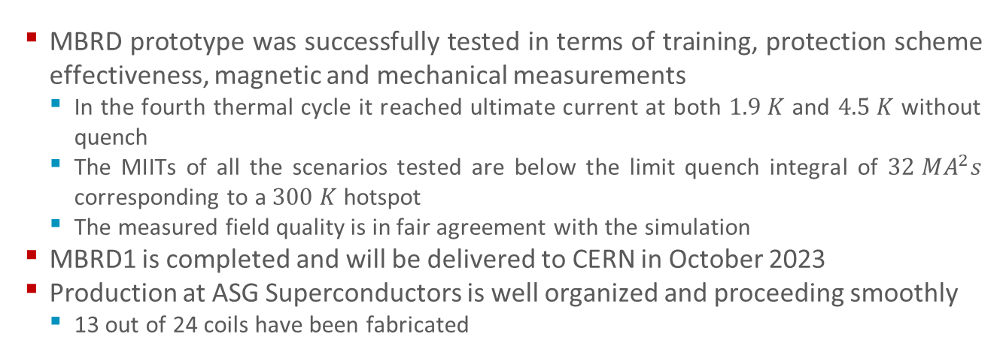 MBRD prototype was successfully tested in terms of training, protection scheme
effectiveness, magnetic and mechanical measurements
In the fourth thermal cycle it reached ultimate current at both 1.9 K and 4.5 K without
quench
The MIITs of all the scenarios tested are below the limit quench integral of 32 MA²s
corresponding to a 300 K hotspot
The measured field quality is in fair agreement with the simulation
MBRD1 is completed and will be delivered to CERN in October 2023
Production at ASG Superconductors is well organized and proceeding smoothly
13 out of 24 coils have been fabricated